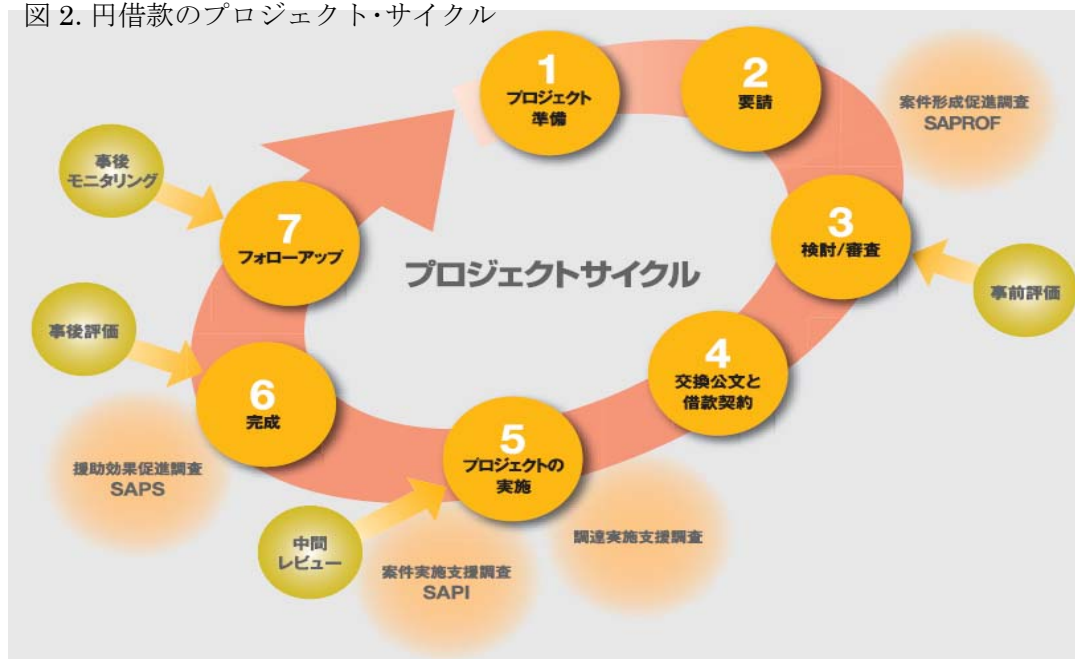 図 2. 円借款のプロジェクト・サイクル
1
プロジェクト
準備
2
要請
案件形成促進調査
SAPROF
3
検討/審査
事前評価
4
交換公文と
借款契約
5
プロジェクトの
実施
調達実施支援調査
案件実施支援調査
SAPI
中間
レビュー
6
完成
援助効果促進調査
SAPS
事後評価
7
フォローアップ
事後
モニタリング
プロジェクトサイクル